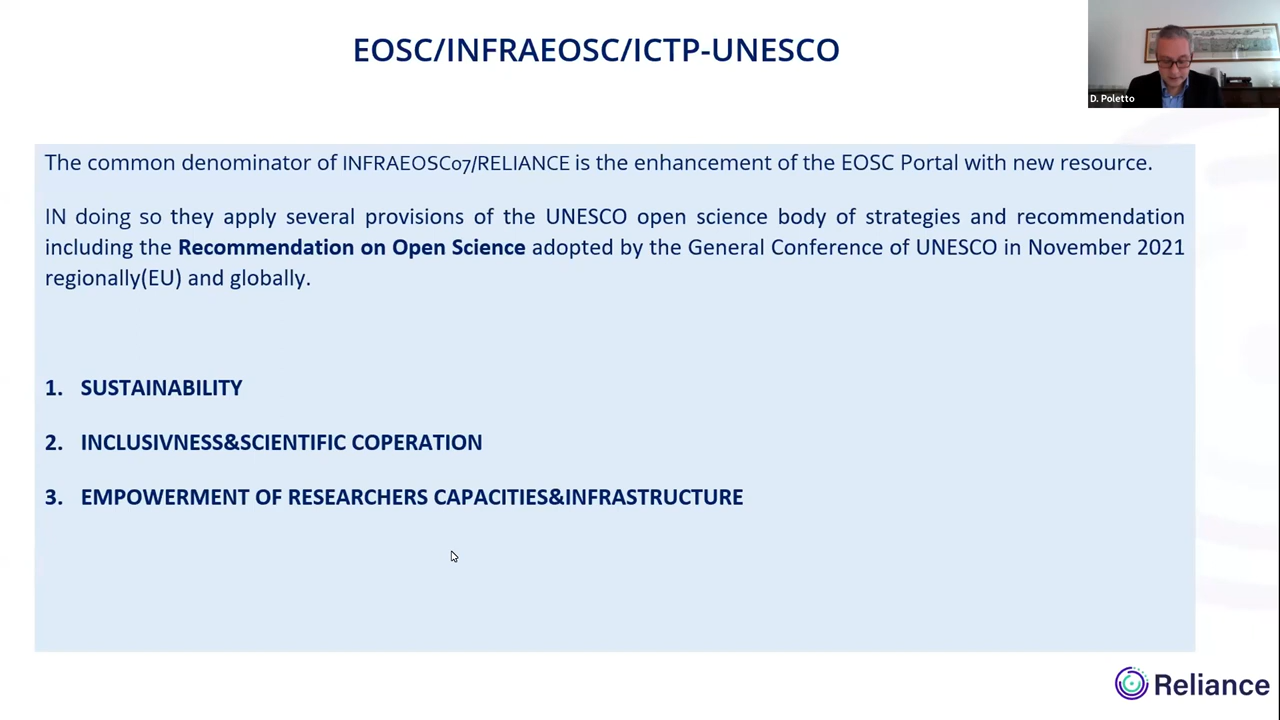 EOSC/INFRAEOSC/ICTP-UNESCO
D. Poletto
The common denominator of INFRAEOSC07/RELIANCE is the enhancement of the EOSC Portal with new resource.
IN doing so they apply several provisions of the UNESCO open science body of strategies and recommendation
including the Recommendation on Open Science adopted by the General Conference of UNESCO in November 2021
regionally(EU) and globally.
1. SUSTAINABILITY
2. INCLUSIVNESS&SCIENTIFIC COPERATION
3. EMPOWERMENT OF RESEARCHERS CAPACITIES&INFRASTRUCTURE
Reliance